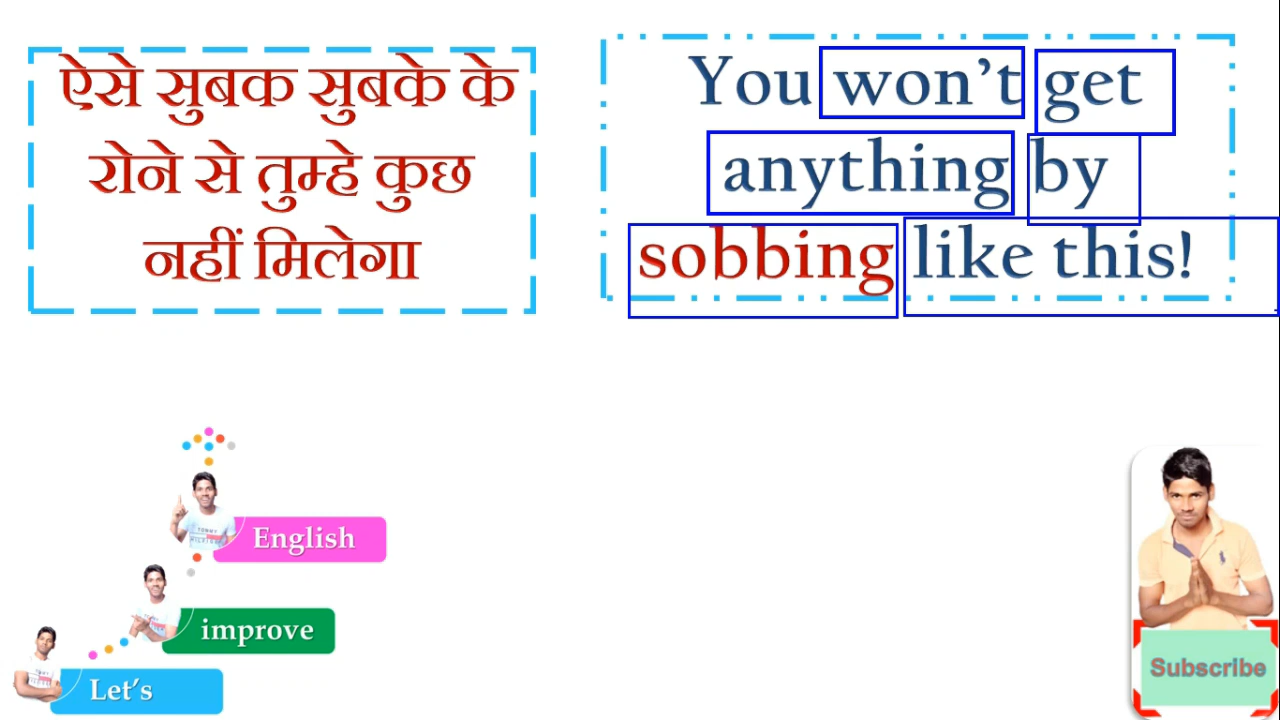 ऐसे सुबक सुबके के
रोने से तुम्हे कुछ
नहीं मिलेगा
You won't get
anything by
sobbing like this!
English
improve
Let's
Subscribe